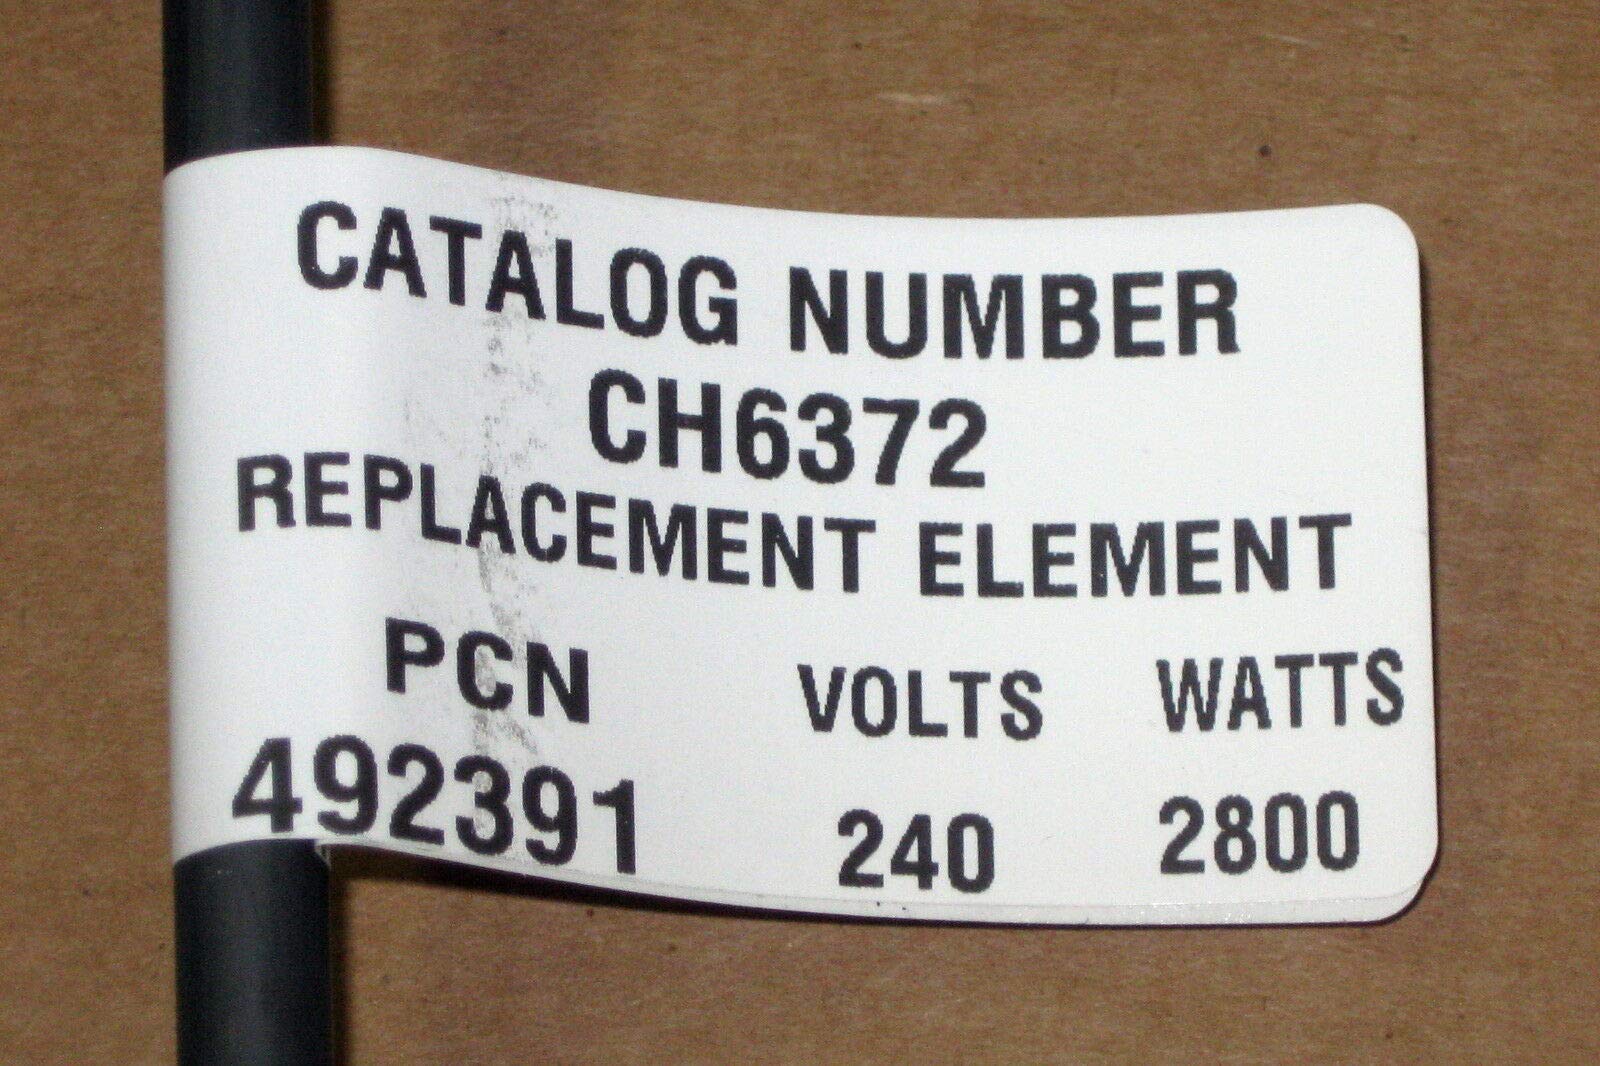 CATALOG NUMBER
CH6372
REPLACEMENT ELEMENT
PCN VOLTS WATTS
492391 240 2800